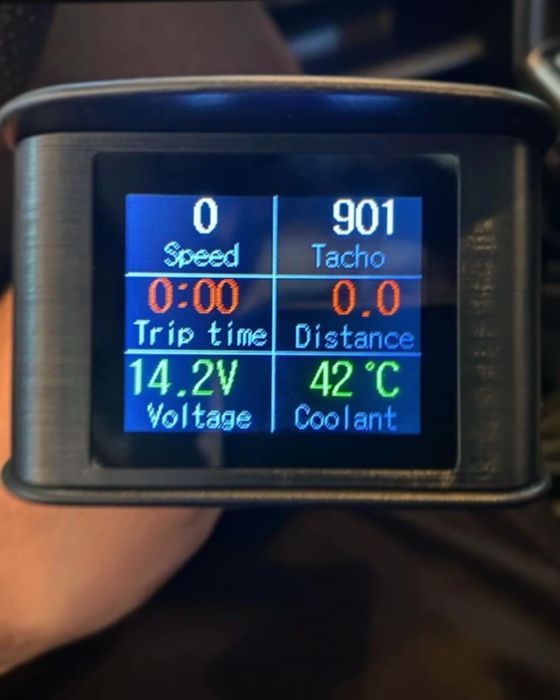 0 901
Speed Tacho
0:00 0.0
Trip time Distance
14.2V 42 °C
Voltage Coolant